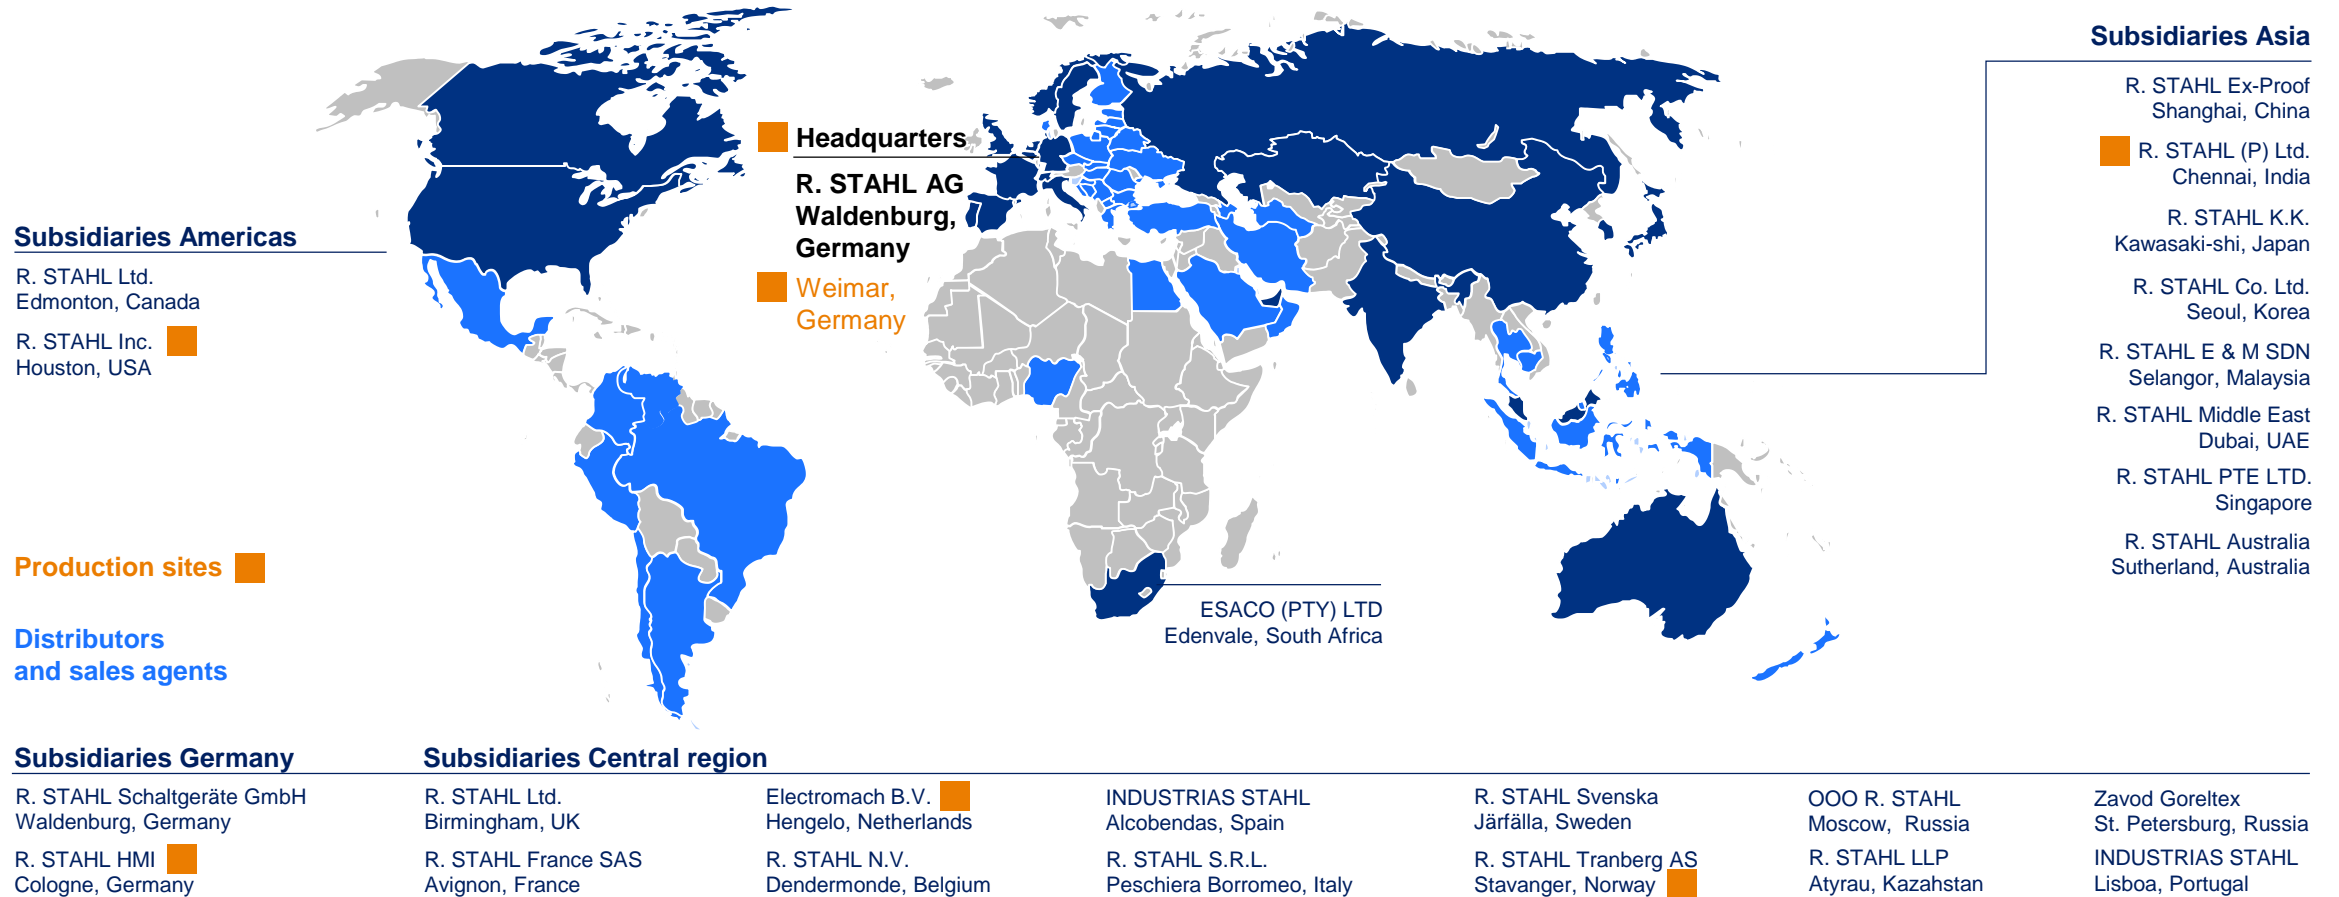 Subsidiaries Asia
R. STAHL Ex-Proof
Shanghai, China
R. STAHL (P) Ltd.
Chennai, India
R. STAHL K.K.
Kawasaki-shi, Japan
R. STAHL Co. Ltd.
Seoul, Korea
R. STAHL E & M SDN
Selangor, Malaysia
R. STAHL Middle East
Dubai, UAE
R. STAHL PTE LTD.
Singapore
R. STAHL Australia
Sutherland, Australia
Headquarters
R. STAHL AG
Waldenburg,
Germany
Weimar,
Germany
Subsidiaries Americas
R. STAHL Ltd.
Edmonton, Canada
R. STAHL Inc.
Houston, USA
Production sites
Distributors
and sales agents
ESACO (PTY) LTD
Edenvale, South Africa
Subsidiaries Germany
R. STAHL Schaltgeräte GmbH
Waldenburg, Germany
R. STAHL HMI
Cologne, Germany
Subsidiaries Central region
R. STAHL Ltd.
Birmingham, UK
R. STAHL France SAS
Avignon, France
Electromach B.V.
Hengelo, Netherlands
R. STAHL N.V.
Dendermonde, Belgium
INDUSTRIAS STAHL
Alcobendas, Spain
R. STAHL S.R.L.
Peschiera Borromeo, Italy
R. STAHL Svenska
Järfälla, Sweden
R. STAHL Tranberg AS
Stavanger, Norway
OOO R. STAHL
Moscow, Russia
R. STAHL LLP
Atyrau, Kazahstan
Zavod Goreltex
St. Petersburg, Russia
INDUSTRIAS STAHL
Lisboa, Portugal